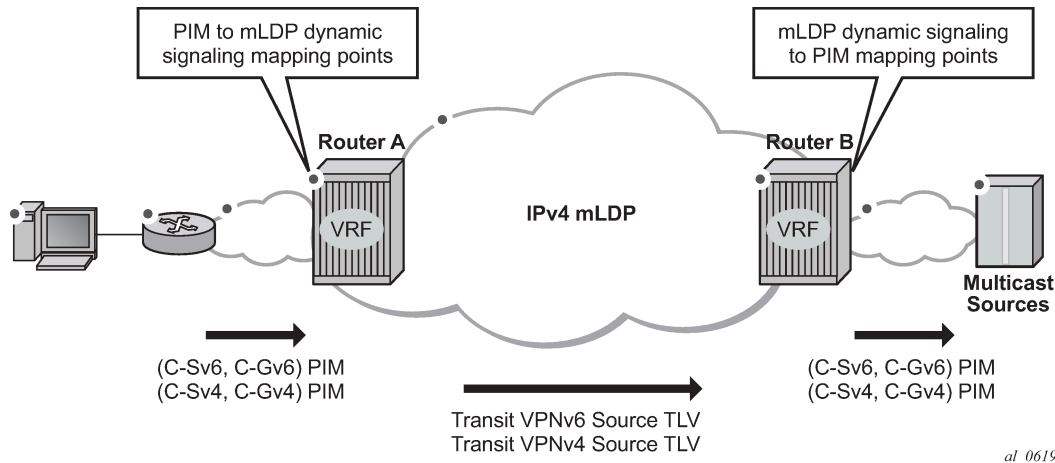 PIM to mLDP dynamic
signaling mapping points
mLDP dynamic signaling
to PIM mapping points
Router A
Router B
VRF
IPv4 mLDP
VRF
Multicast
Sources
(C-Sv6, C-Gv6) PIM
(C-Sv4, C-Gv4) PIM
(C-Sv6, C-Gv6) PIM
(C-Sv4, C-Gv4) PIM
Transit VPNv6 Source TLV
Transit VPNv4 Source TLV
al_0619